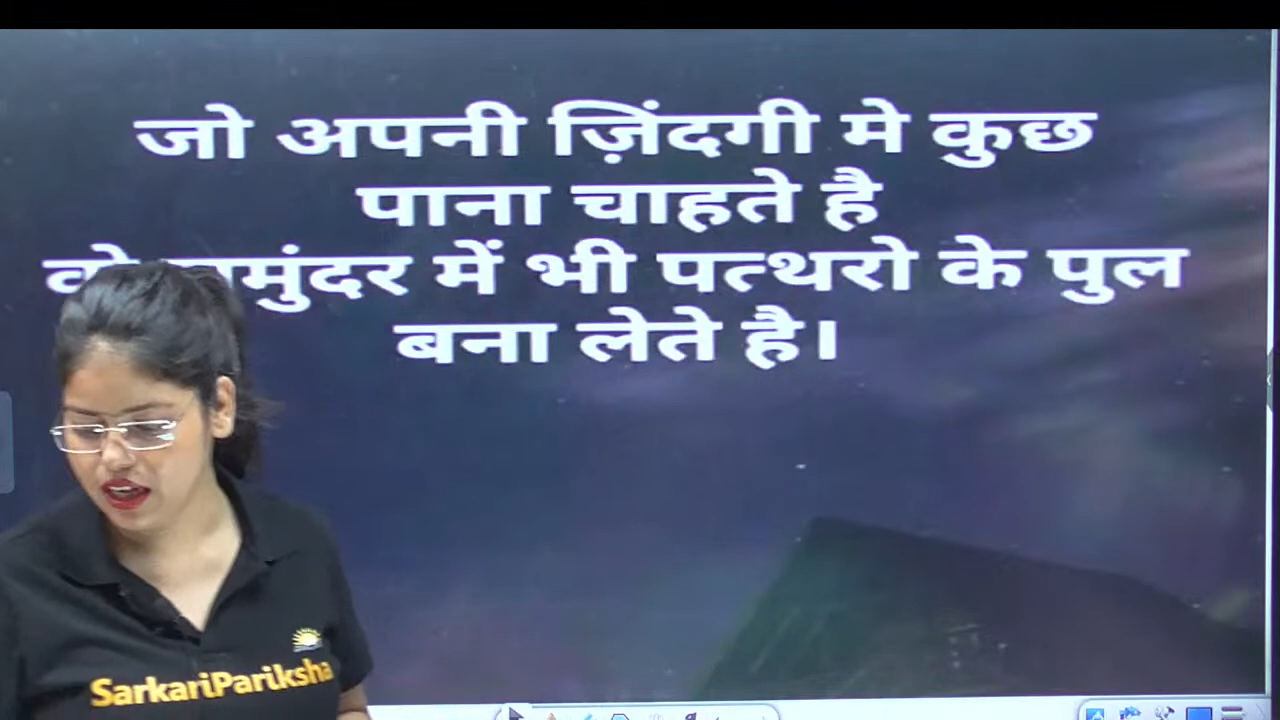 जो अपनी ज़िंदगी मे कुछ
पाना चाहते है
में भी पत्थरो के पुल
बना लेते है।
SarkariPariksha